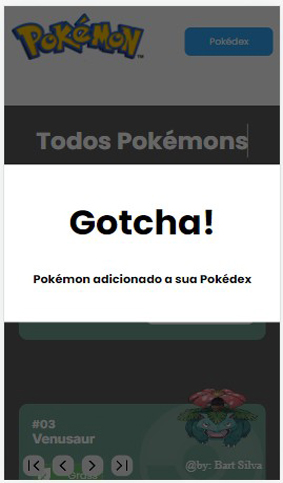 Pokémon
Pokédex
Todos Pokémons
Gotcha!
Pokémon adicionado a sua Pokédex
#03
Venusaur
Grass
@by: Bart Silva